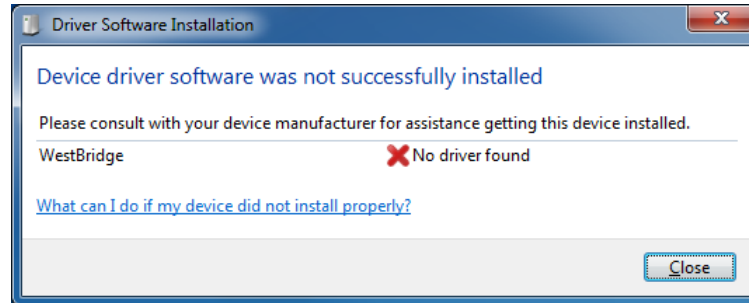 Driver Software Installation
Device driver software was not successfully installed
Please consult with your device manufacturer for assistance getting this device installed.
WestBridge No driver found
What can I do if my device did not install properly?
Close